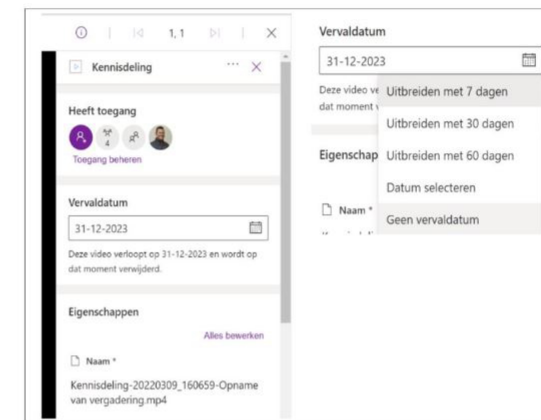 1, 1
Kennisdeling
Heeft toegang
4
Toegang beheren
Vervaldatum
31-12-2023
Deze video verloopt op 31-12-2023 en wordt op
dat moment verwijderd.
Eigenschappen
Alles bewerken
Naam *
Kennisdeling-20220309_160659-Opname
van vergadering.mp4
Vervaldatum
31-12-2023
Deze video ve
dat moment v
Uitbreiden met 7 dagen
Uitbreiden met 30 dagen
Eigenschap
Uitbreiden met 60 dagen
Datum selecteren
Naam *
Geen vervaldatum